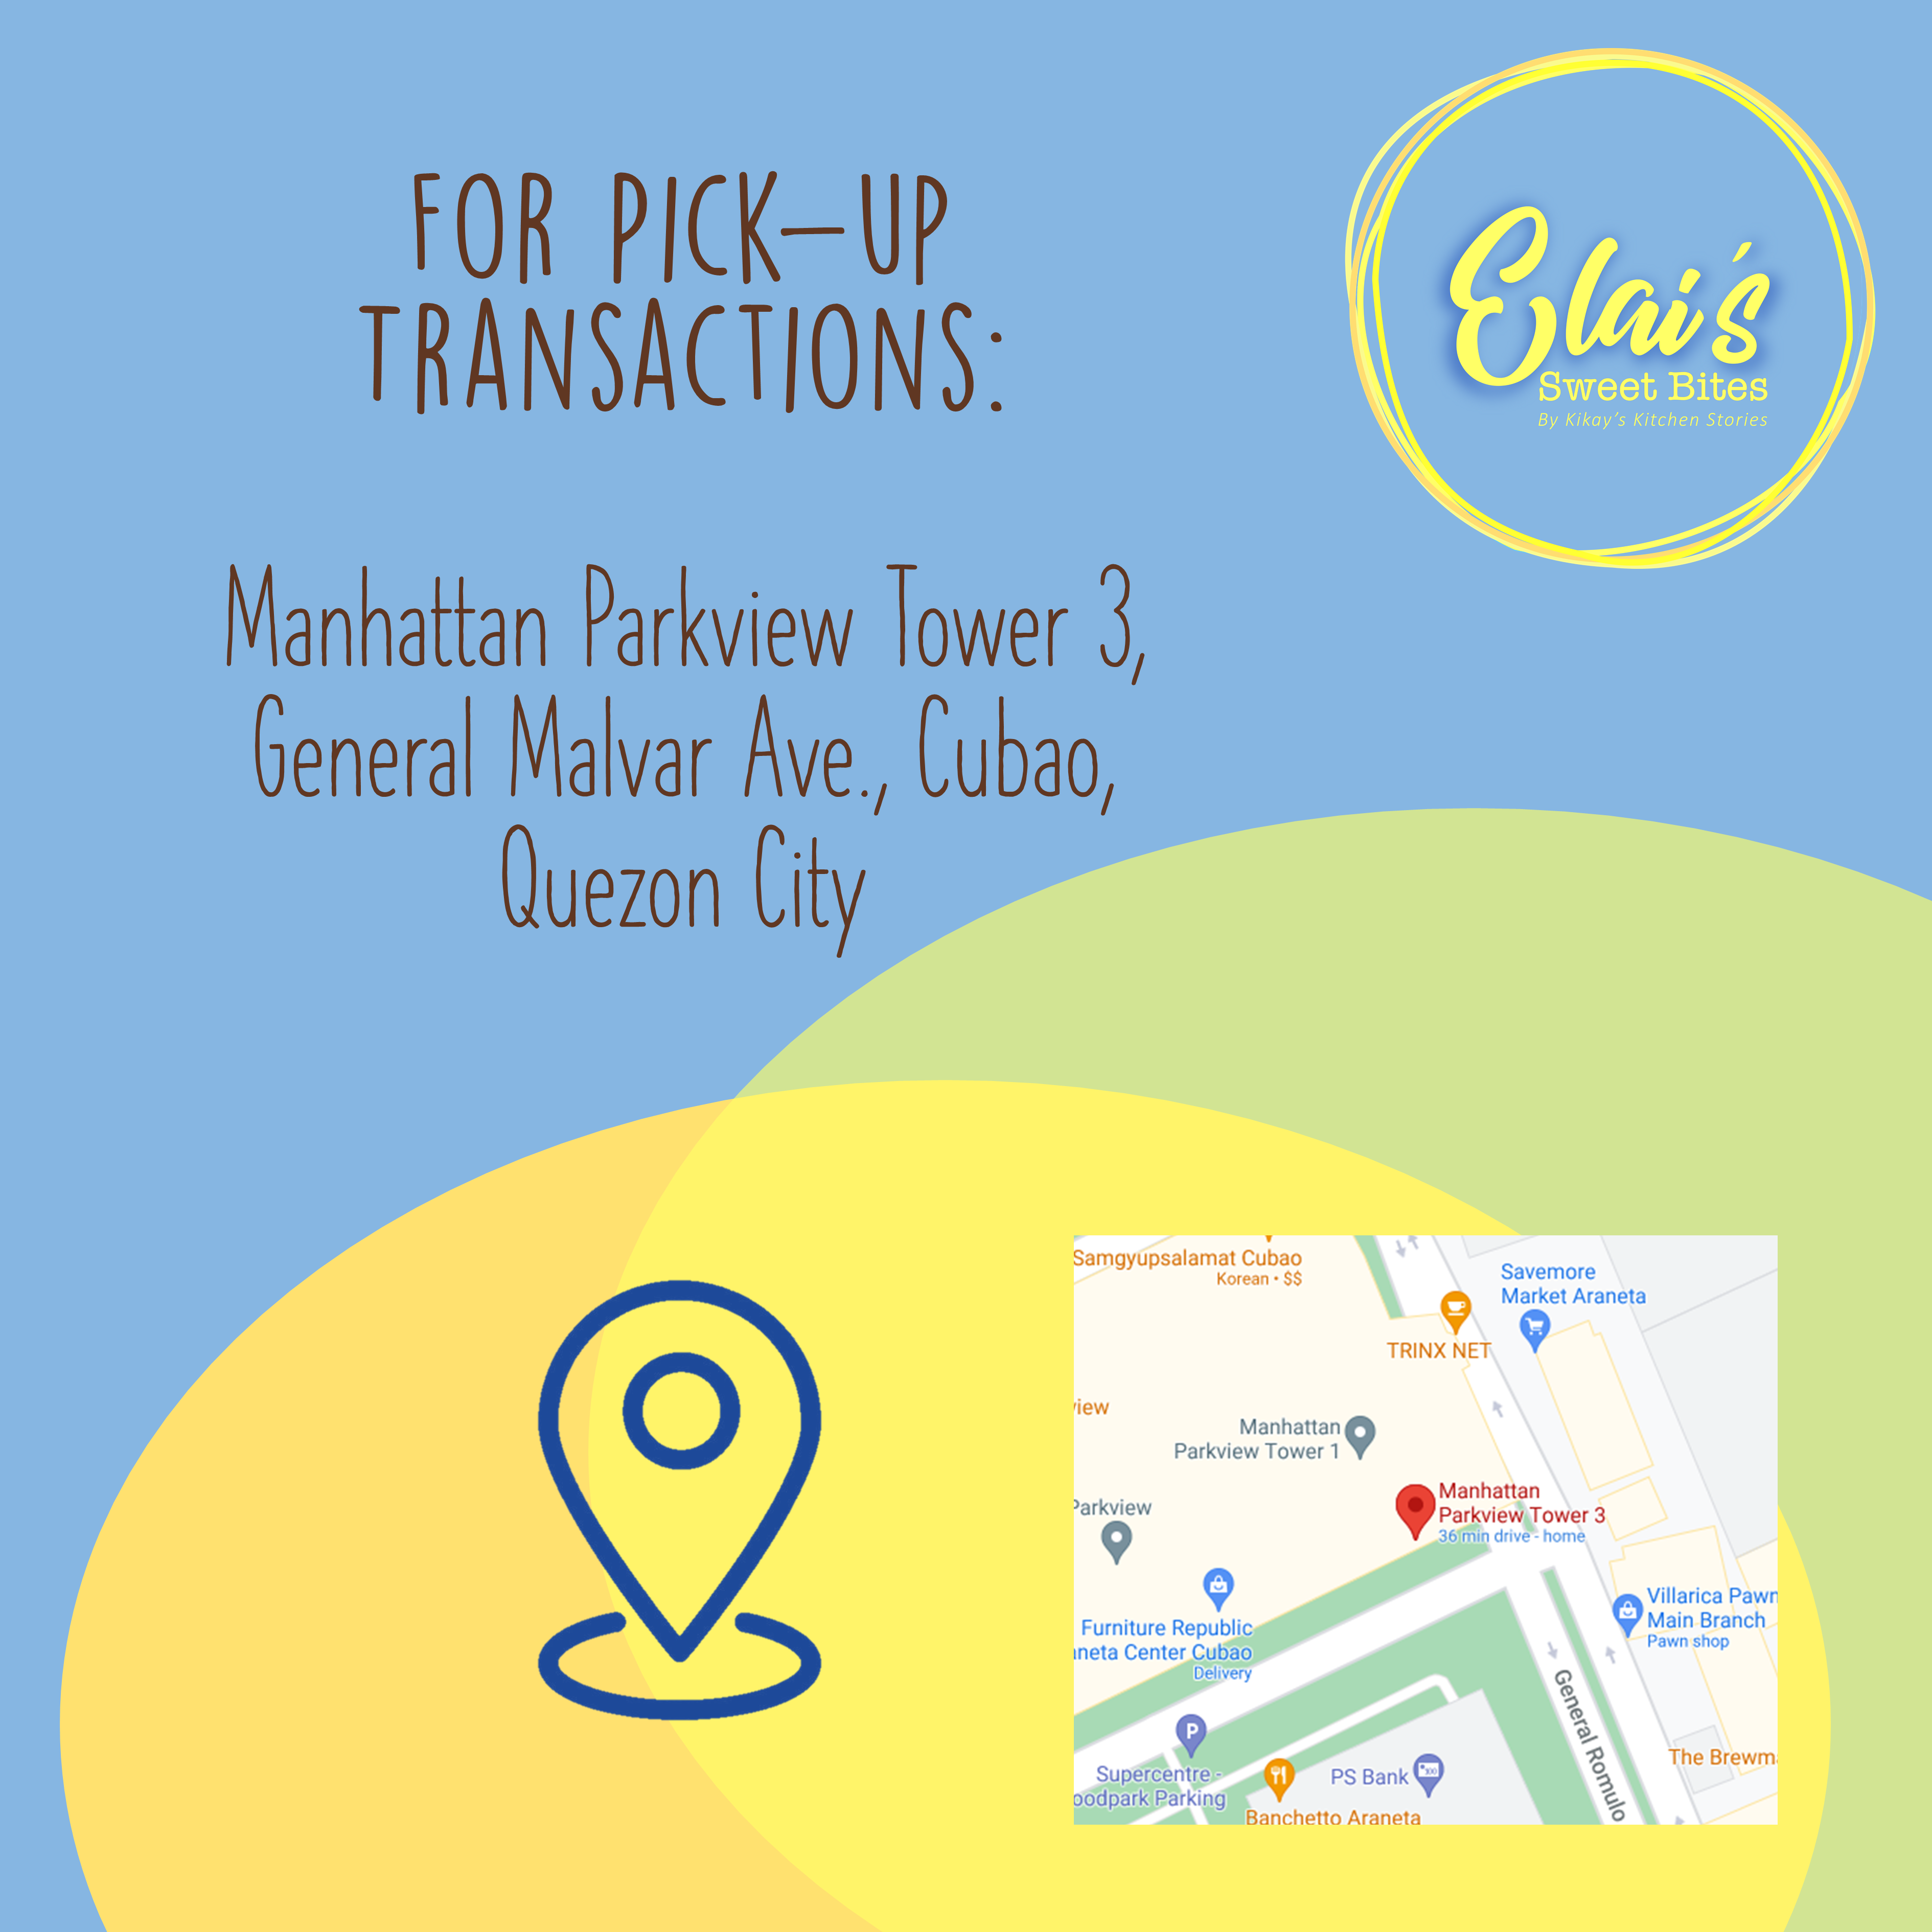 FOR PICK-UP
TRANSACTIONS:
Elai's
Sweet Bites
By Kikay's Kitchen Stories
Manhattan Parkview Tower 3,
General Malvar Ave., Cubao,
Quezon City
Samgyupsalamat Cubao
Korean • $$
Savemore
Market Araneta
TRINX NET
view
Manhattan
Parkview Tower 1
Manhattan
Parkview Tower 3
36 min drive - home
Parkview
Furniture Republic
aneta Center Cubao
Delivery
Villarica Pawn
Main Branch
Pawn shop
General Romulo
P
Supercentre -
oodpark Parking
PS Bank
Banchetto Araneta
The Brewm